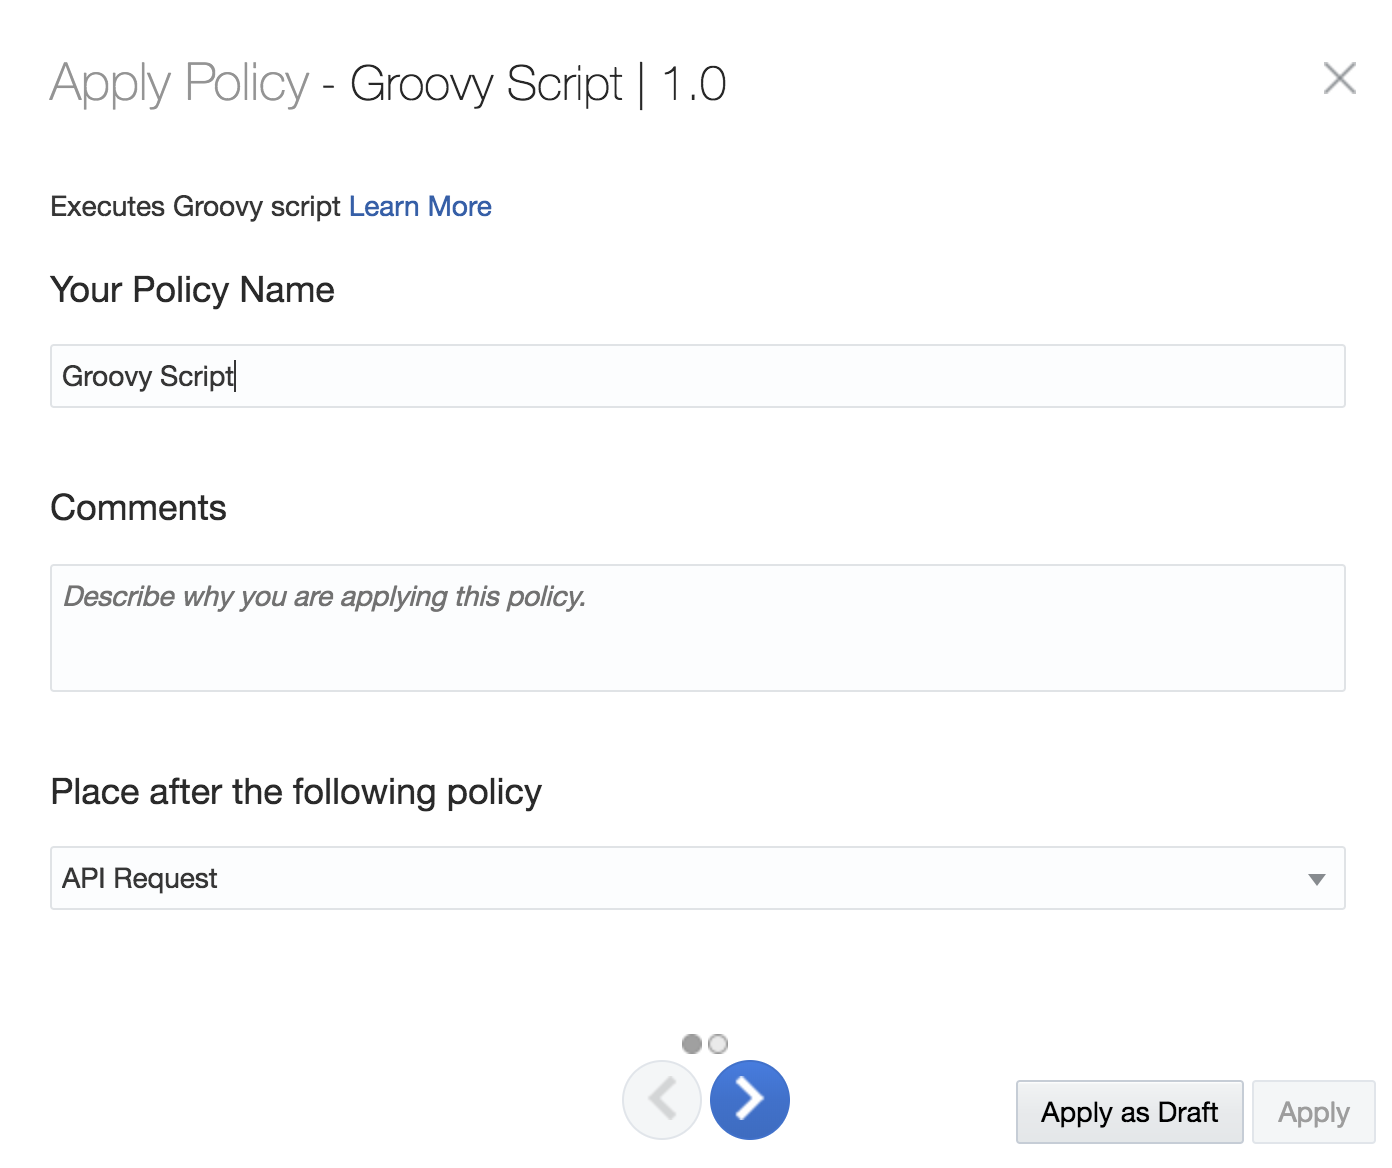 Apply Policy - Groovy Script | 1.0
Executes Groovy script Learn More
Your Policy Name
Groovy Script
Comments
Describe why you are applying this policy.
Place after the following policy
API Request
Apply as Draft
Apply